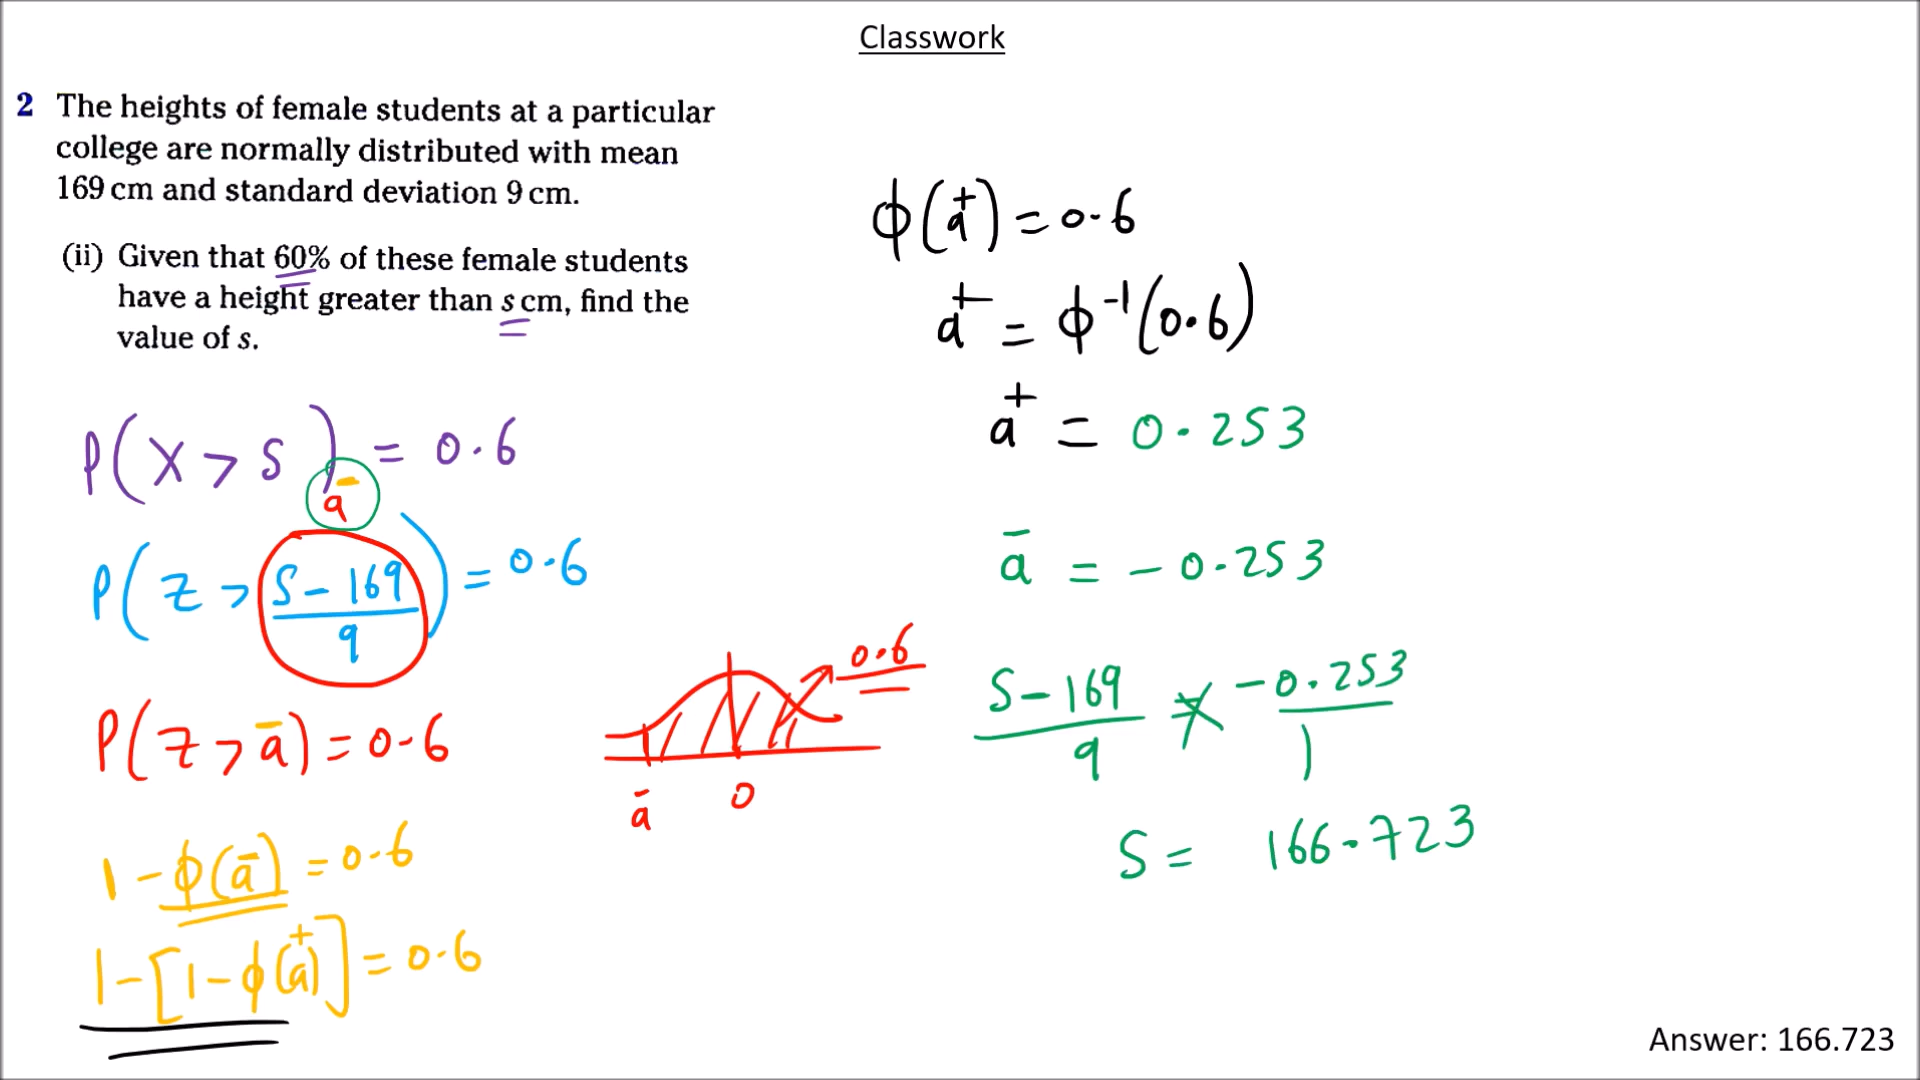 Classwork
2 The heights of female students at a particular
college are normally distributed with mean
169 cm and standard deviation 9 cm.
(ii) Given that 60% of these female students
have a height greater than s cm, find the
value of s.
P(X > S) = 0.6
a⁻
P(Z > (S - 169)/9) = 0.6
P(Z > a⁻) = 0.6
1 - ϕ(a⁻) = 0.6
1 - [1 - ϕ(a⁺)] = 0.6
0.6
a⁻ 0
ϕ(a⁺) = 0.6
a⁺ = ϕ⁻¹(0.6)
a⁺ = 0.253
a⁻ = -0.253
(S - 169)/9 = -0.253/1
S = 166.723
Answer: 166.723